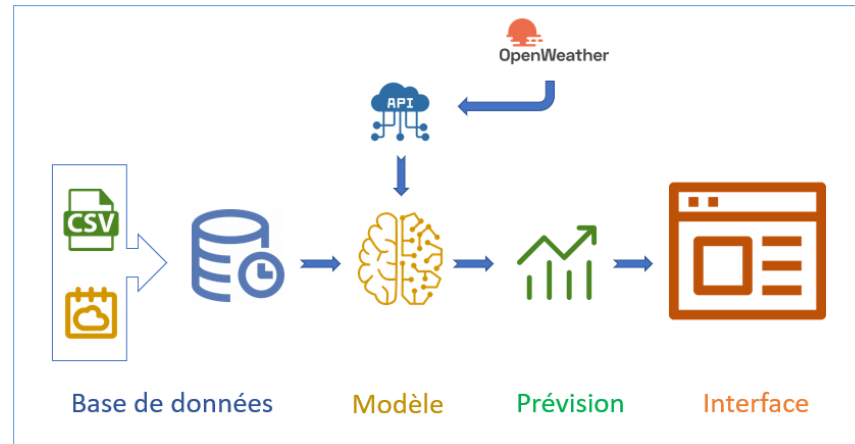 OpenWeather
API
CSV
Base de données
Modèle
Prévision
Interface